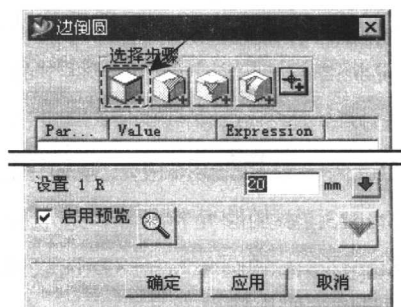 边倒圆
选择步骤
Par... Value Expression
设置 1 R 20 mm
启用预览
确定 应用 取消